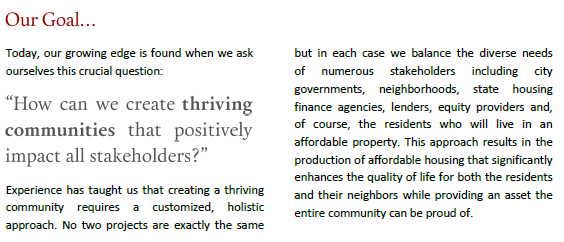 Our Goal...
Today, our growing edge is found when we ask
ourselves this crucial question:
“How can we create thriving
communities that positively
impact all stakeholders?”
Experience has taught us that creating a thriving
community requires a customized, holistic
approach. No two projects are exactly the same
but in each case we balance the diverse needs
of numerous stakeholders including city
governments, neighborhoods, state housing
finance agencies, lenders, equity providers and,
of course, the residents who will live in an
affordable property. This approach results in the
production of affordable housing that significantly
enhances the quality of life for both the residents
and their neighbors while providing an asset the
entire community can be proud of.